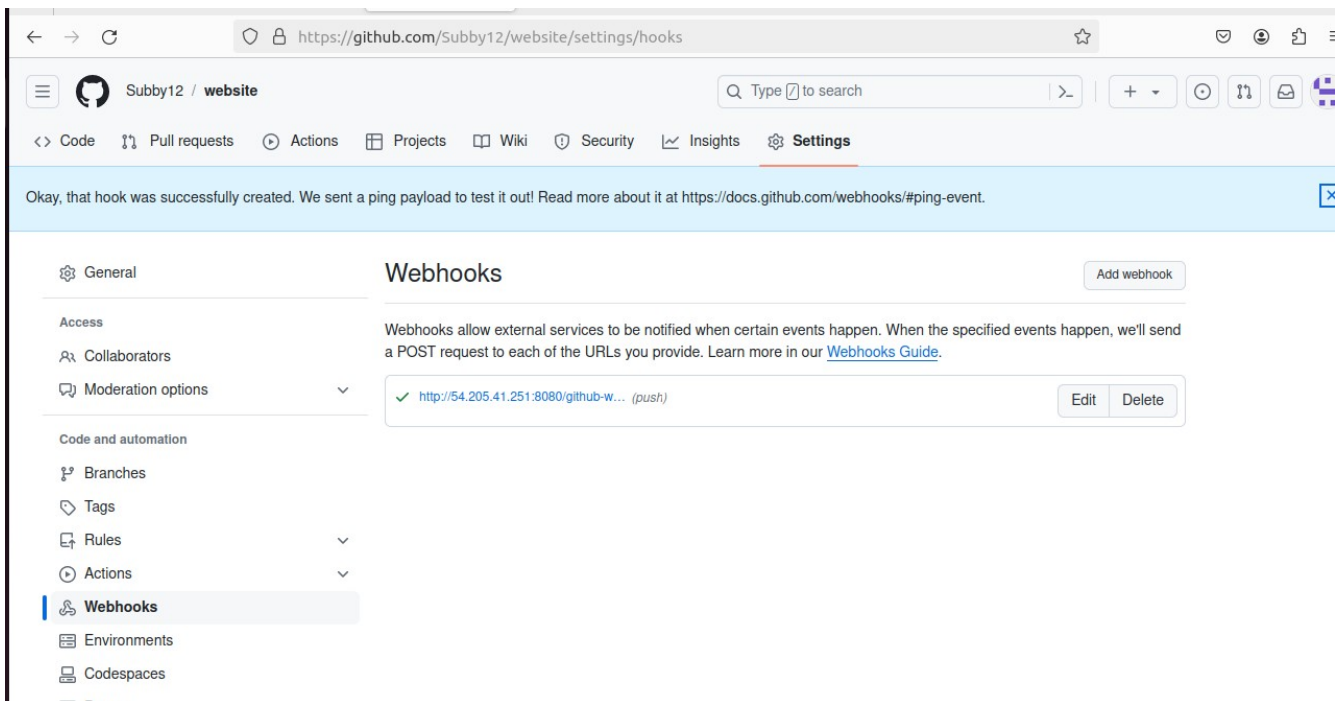 https://github.com/Subby12/website/settings/hooks
Subby12 / website
Type / to search
Code Pull requests Actions Projects Wiki Security Insights Settings
Okay, that hook was successfully created. We sent a ping payload to test it out! Read more about it at https://docs.github.com/webhooks/#ping-event.
General
Access
Collaborators
Moderation options
Code and automation
Branches
Tags
Rules
Actions
Webhooks
Environments
Codespaces
Webhooks
Add webhook
Webhooks allow external services to be notified when certain events happen. When the specified events happen, we'll send
a POST request to each of the URLs you provide. Learn more in our Webhooks Guide.
http://54.205.41.251:8080/github-w... (push)
Edit Delete